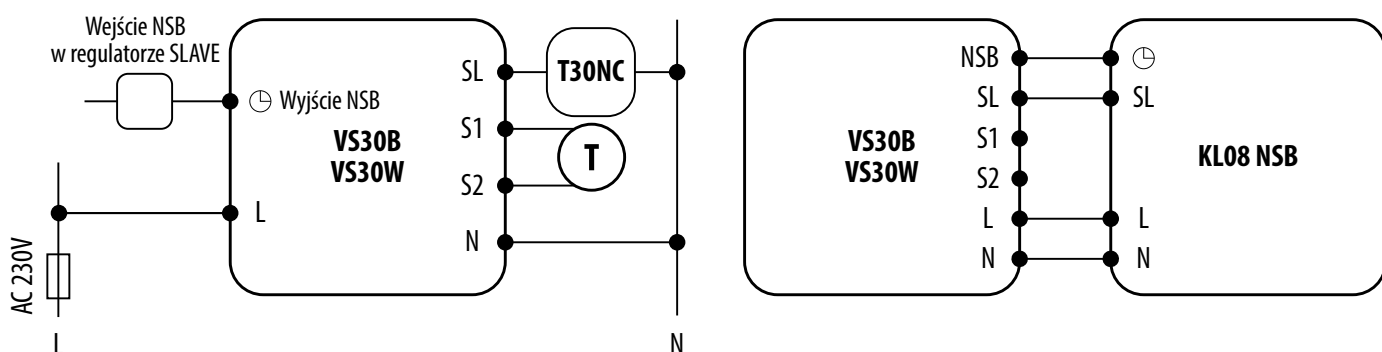 Wejście NSB
w regulatorze SLAVE
Wyjście NSB
VS30B
VS30W
L
AC 230V
SL
S1
S2
N
T30NC
T
N
VS30B
VS30W
NSB
SL
S1
S2
L
N
SL
L
N
KL08 NSB